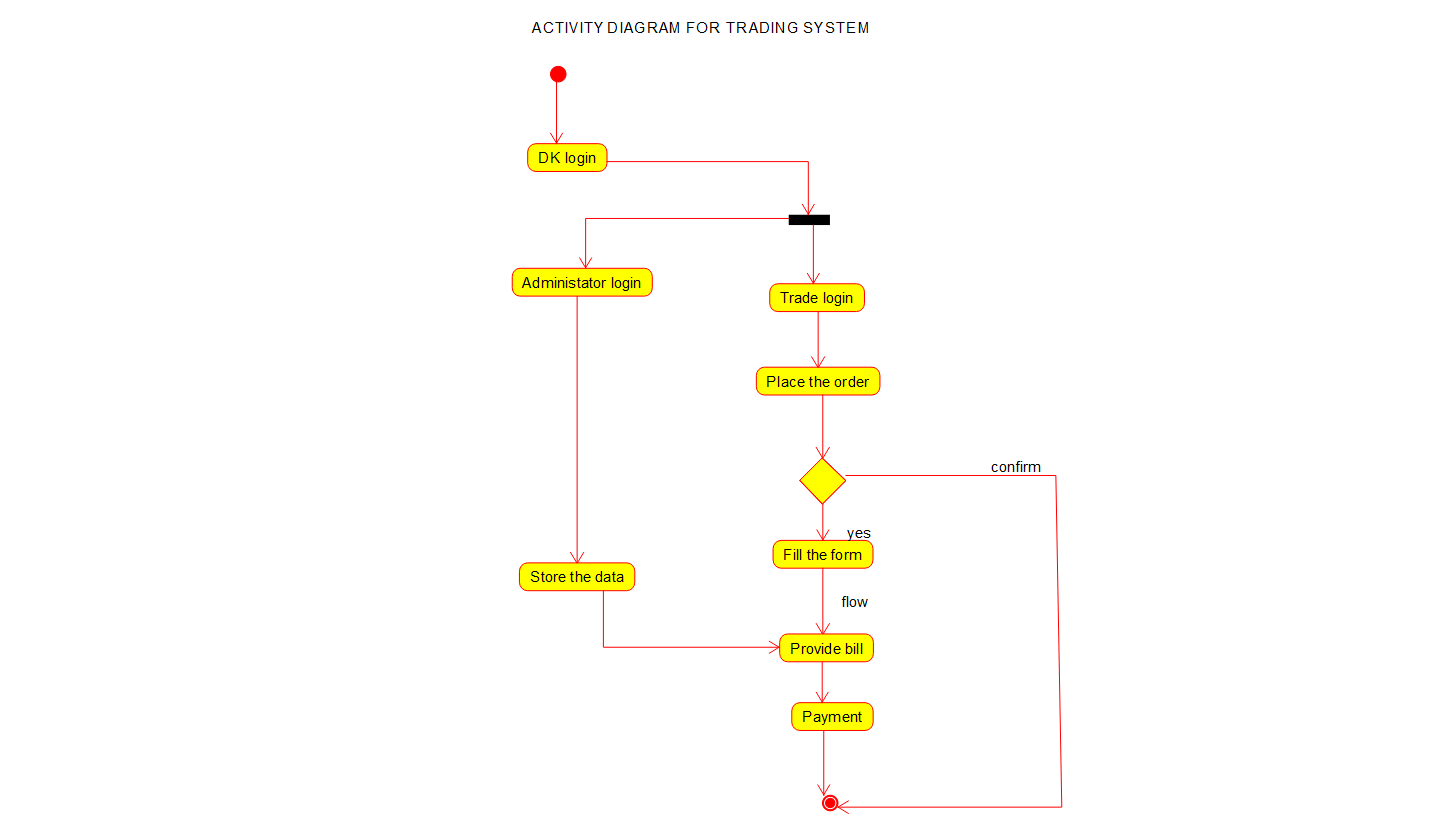 ACTIVITY DIAGRAM FOR TRADING SYSTEM
DK login
Administator login
Trade login
Place the order
confirm
yes
Fill the form
Store the data
flow
Provide bill
Payment